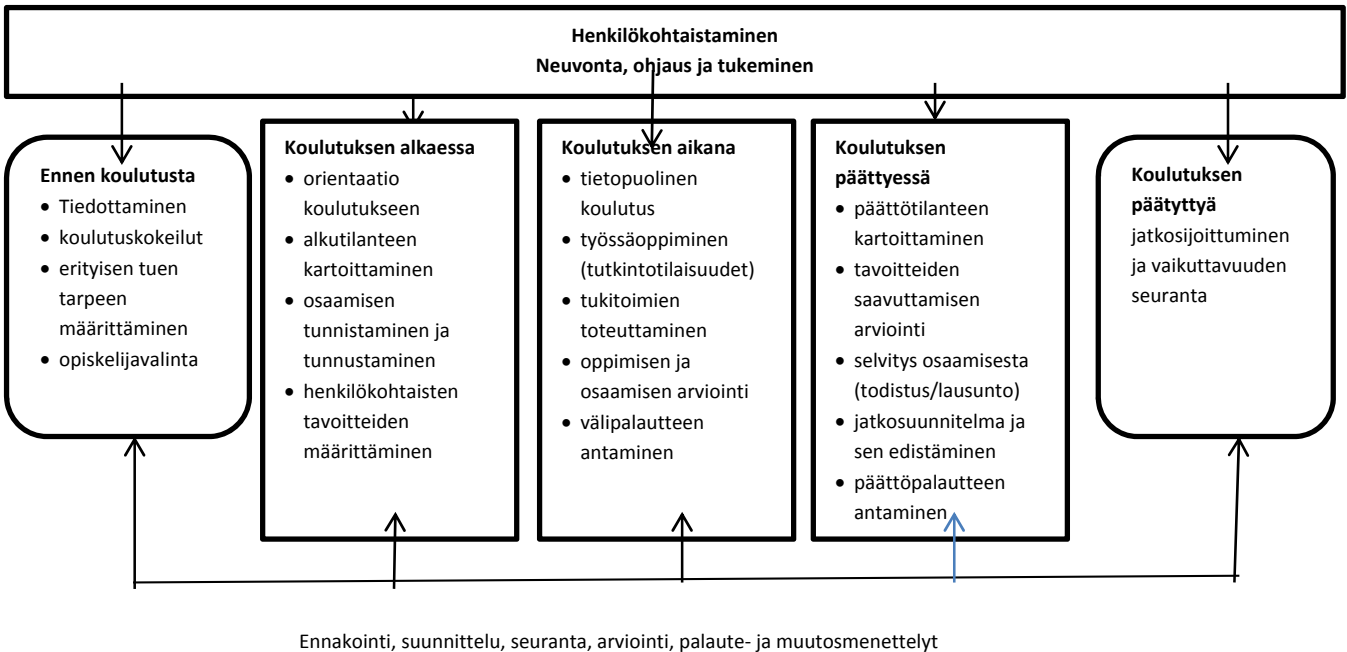 Henkilökohtaistaminen
Neuvonta, ohjaus ja tukeminen
Ennen koulutusta
• Tiedottaminen
• koulutuskokeilut
• erityisen tuen
tarpeen
määrittäminen
• opiskelijavalinta
Koulutuksen alkaessa
• orientaatio
koulutukseen
• alkutilanteen
kartoittaminen
• osaamisen
tunnistaminen ja
tunnustaminen
• henkilökohtaisten
tavoitteiden
määrittäminen
Koulutuksen aikana
• tietopuolinen
koulutus
• työssäoppiminen
(tutkintotilaisuudet)
• tukitoimien
toteuttaminen
• oppimisen ja
osaamisen arviointi
• välipalautteen
antaminen
Koulutuksen
päättyessä
• päättötilanteen
kartoittaminen
• tavoitteiden
saavuttamisen
arviointi
• selvitys osaamisesta
(todistus/lausunto)
• jatkosuunnitelma ja
sen edistäminen
• päättöpalautteen
antaminen
Koulutuksen
päätyttyä
jatkosijoittuminen
ja vaikuttavuuden
seuranta
Ennakointi, suunnittelu, seuranta, arviointi, palaute- ja muutosmenettelyt